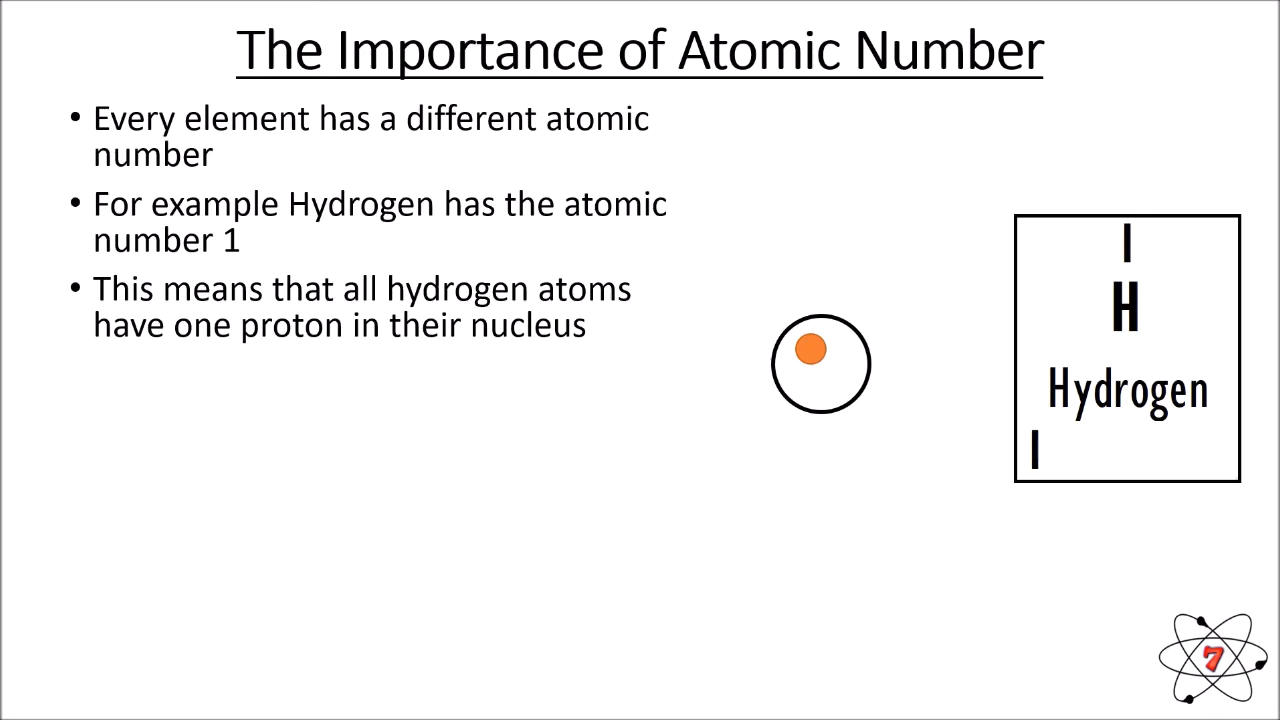 The Importance of Atomic Number
• Every element has a different atomic
number
• For example Hydrogen has the atomic
number 1
• This means that all hydrogen atoms
have one proton in their nucleus
1
H
Hydrogen
1
7